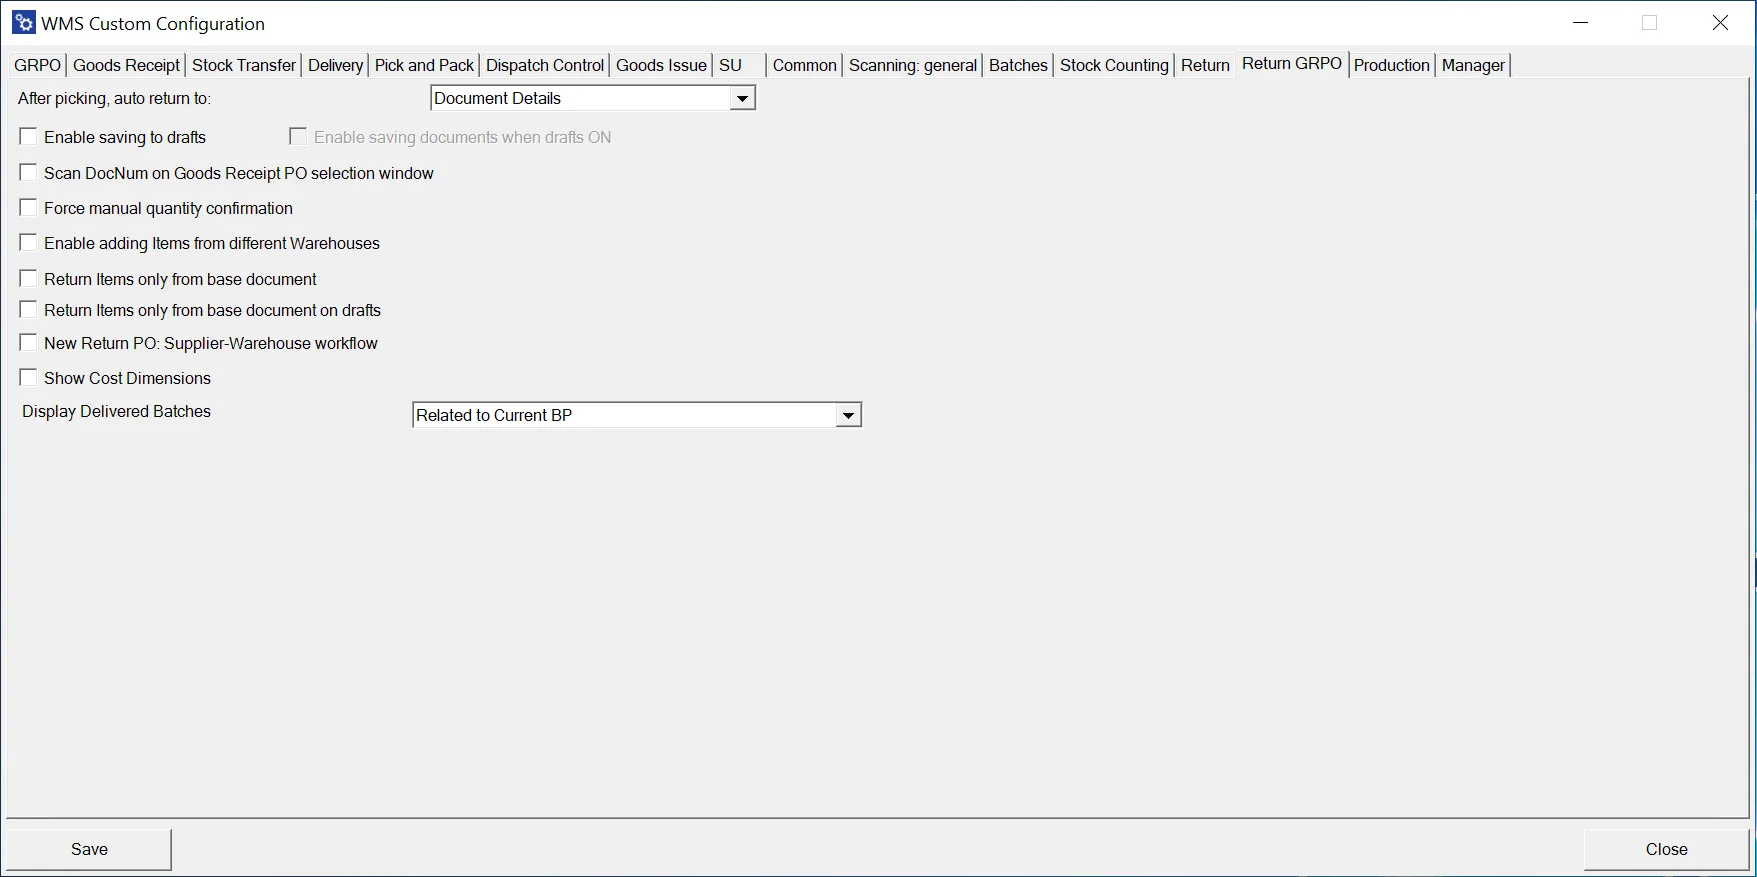 WMS Custom Configuration
GRPO Goods Receipt Stock Transfer Delivery Pick and Pack Dispatch Control Goods Issue SU Common Scanning: general Batches Stock Counting Return Return GRPO Production Manager
After picking, auto return to: Document Details
Enable saving to drafts Enable saving documents when drafts ON
Scan DocNum on Goods Receipt PO selection window
Force manual quantity confirmation
Enable adding Items from different Warehouses
Return Items only from base document
Return Items only from base document on drafts
New Return PO: Supplier-Warehouse workflow
Show Cost Dimensions
Display Delivered Batches Related to Current BP
Save Close